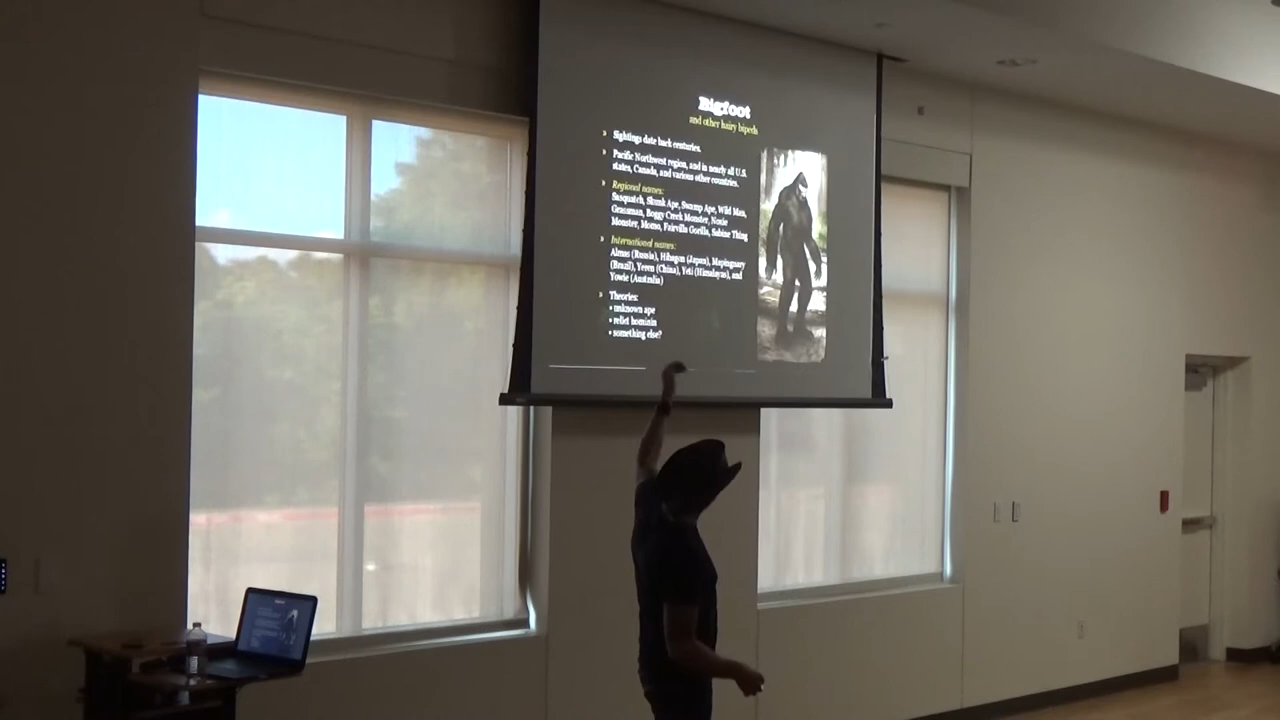 Bigfoot
and other hairy bipeds
» Sightings date back centuries.
» Pacific Northwest region, and in nearly all U.S.
states, Canada, and various other countries.
» Regional names:
Sasquatch, Skunk Ape, Swamp Ape, Wild Man,
Grassman, Boggy Creek Monster, Noxie
Monster, Momo, Fairvilla Gorilla, Sabine Thing
» International names:
Almas (Russia), Hibagon (Japan), Mapinguary
(Brazil), Yeren (China), Yeti (Himalayas), and
Yowie (Australia)
» Theories:
• unknown ape
• relict hominin
• something else?